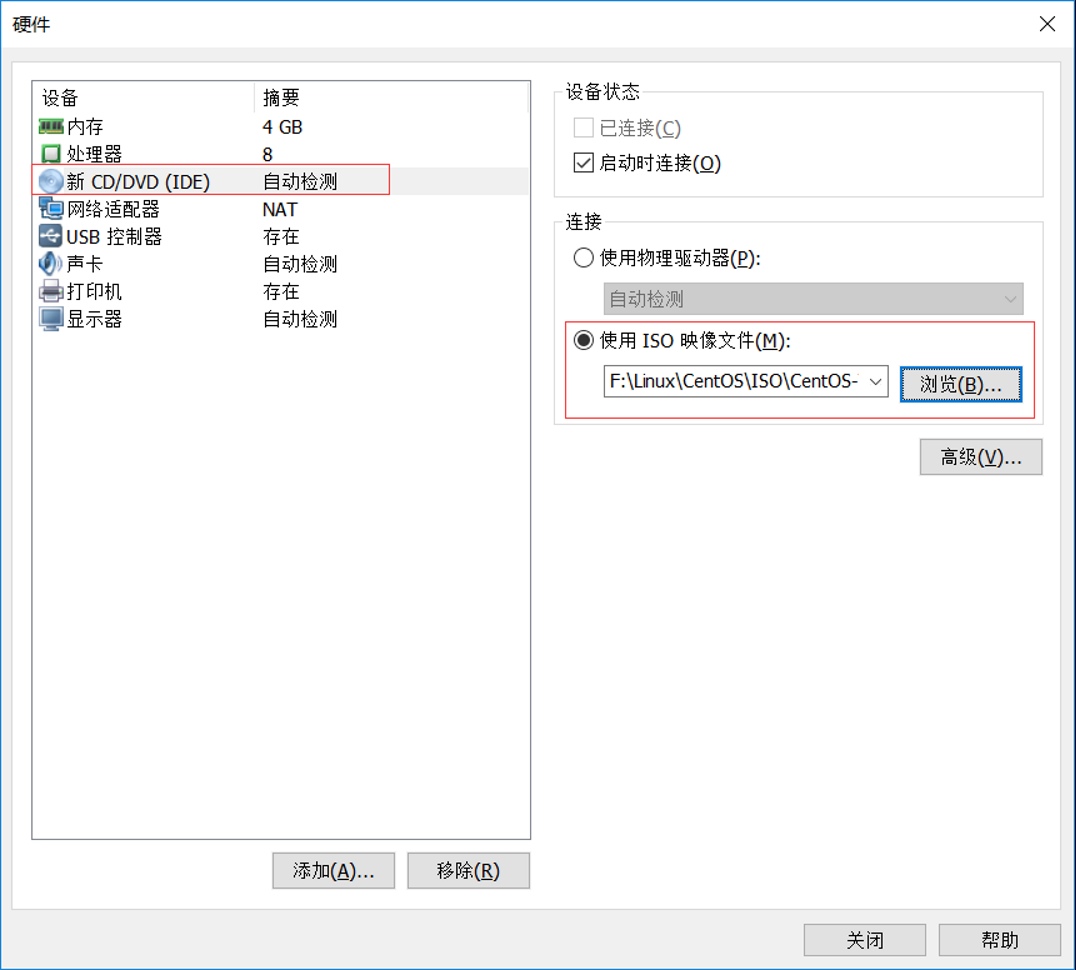 硬件
设备 摘要
内存 4 GB
处理器 8
新 CD/DVD (IDE) 自动检测
网络适配器 NAT
USB 控制器 存在
声卡 自动检测
打印机 存在
显示器 自动检测
添加(A)... 移除(R)
设备状态
已连接(C)
启动时连接(O)
连接
使用物理驱动器(P):
自动检测
使用 ISO 映像文件(M):
F:\Linux\CentOS\ISO\CentOS- 浏览(B)...
高级(V)...
关闭 帮助